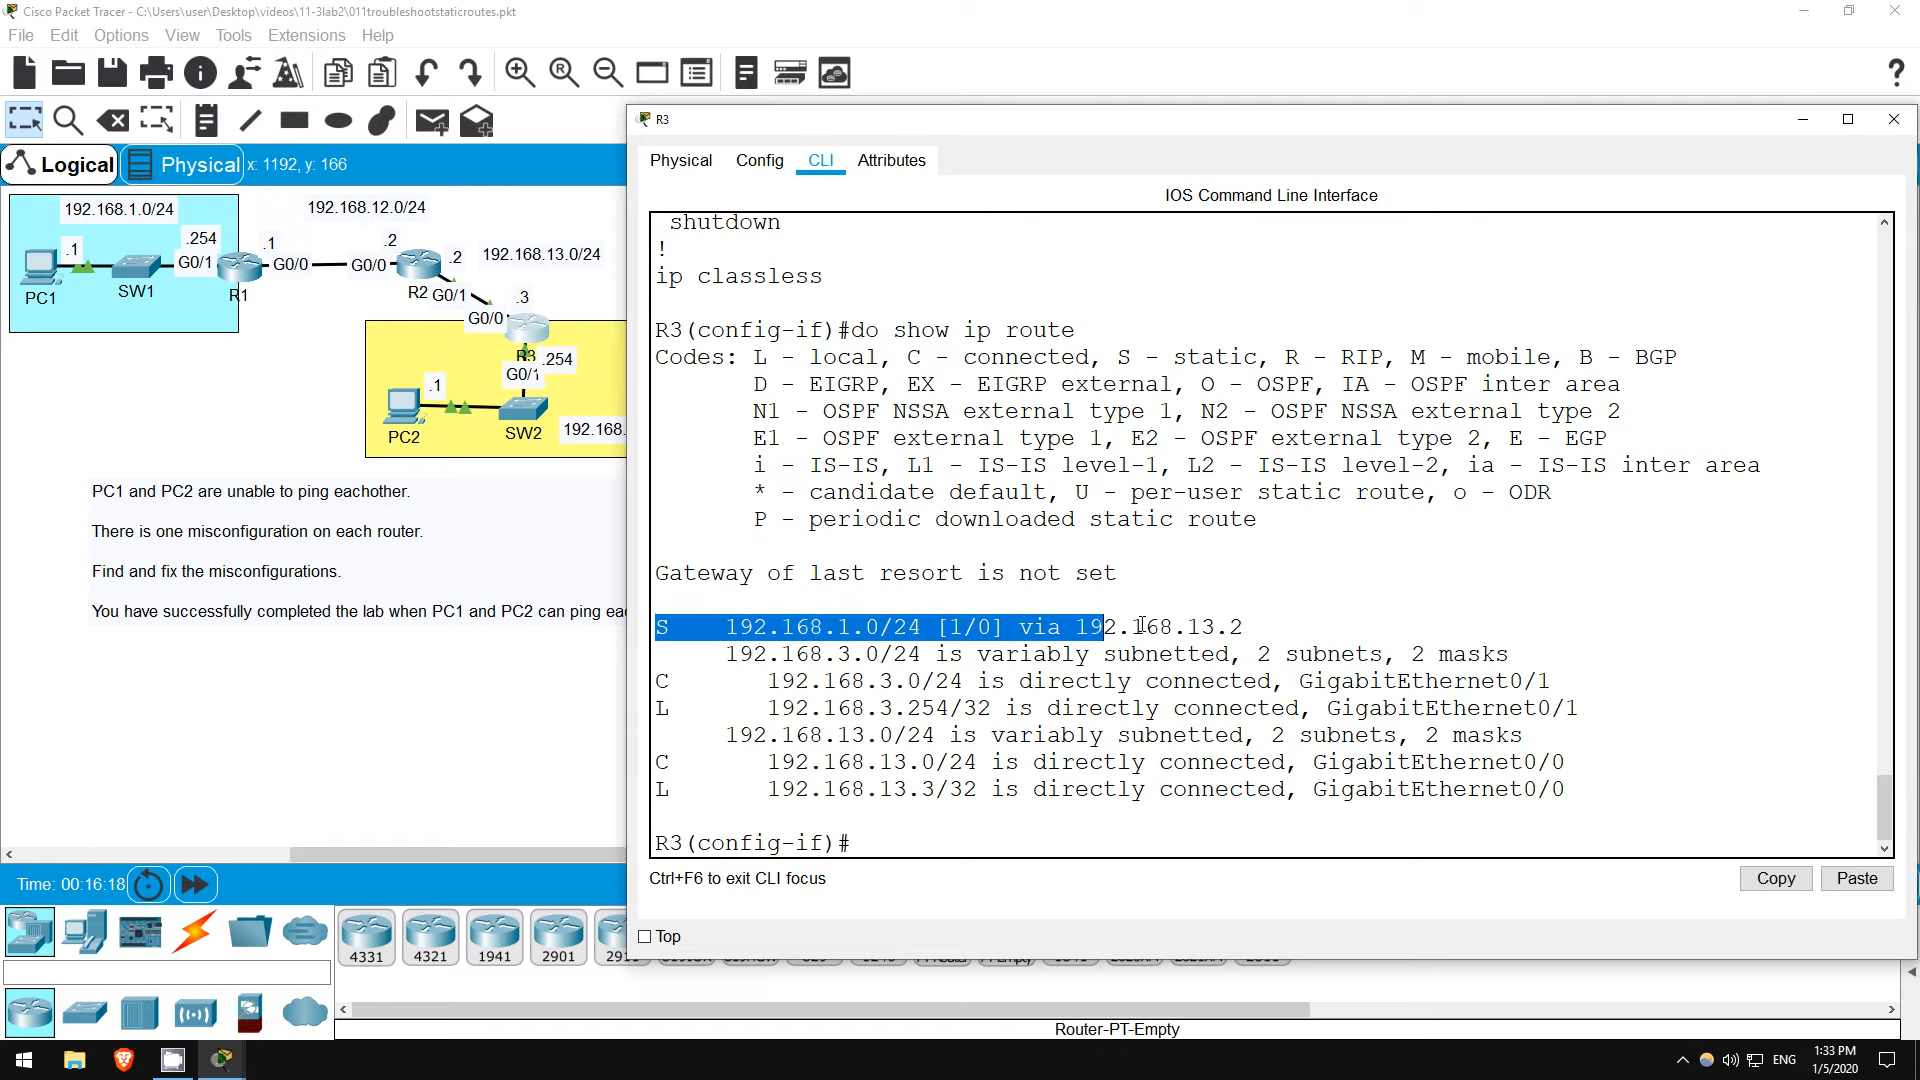 Cisco Packet Tracer - C:\Users\user\Desktop\videos\11-3lab2\011troubleshootstaticroutes.pkt
File Edit Options View Tools Extensions Help
Logical Physical x: 1192, y: 166
192.168.1.0/24
192.168.12.0/24
.254
.1
.2
192.168.13.0/24
.1
G0/1
G0/0
G0/0
.2
PC1
SW1
R1
R2
G0/1
.3
G0/0
R3
.254
G0/1
.1
PC2
SW2
192.168.
PC1 and PC2 are unable to ping eachother.
There is one misconfiguration on each router.
Find and fix the misconfigurations.
You have successfully completed the lab when PC1 and PC2 can ping eac
R3
Physical Config CLI Attributes
IOS Command Line Interface
shutdown
!
ip classless
R3(config-if)#do show ip route
Codes: L - local, C - connected, S - static, R - RIP, M - mobile, B - BGP
D - EIGRP, EX - EIGRP external, O - OSPF, IA - OSPF inter area
N1 - OSPF NSSA external type 1, N2 - OSPF NSSA external type 2
E1 - OSPF external type 1, E2 - OSPF external type 2, E - EGP
i - IS-IS, L1 - IS-IS level-1, L2 - IS-IS level-2, ia - IS-IS inter area
* - candidate default, U - per-user static route, o - ODR
P - periodic downloaded static route
Gateway of last resort is not set
S 192.168.1.0/24 [1/0] via 192.168.13.2
192.168.3.0/24 is variably subnetted, 2 subnets, 2 masks
C 192.168.3.0/24 is directly connected, GigabitEthernet0/1
L 192.168.3.254/32 is directly connected, GigabitEthernet0/1
192.168.13.0/24 is variably subnetted, 2 subnets, 2 masks
C 192.168.13.0/24 is directly connected, GigabitEthernet0/0
L 192.168.13.3/32 is directly connected, GigabitEthernet0/0
R3(config-if)#
Ctrl+F6 to exit CLI focus
Copy Paste
Top
Time: 00:16:18
4331 4321 1941 2901
Router-PT-Empty
ENG
1:33 PM
1/5/2020